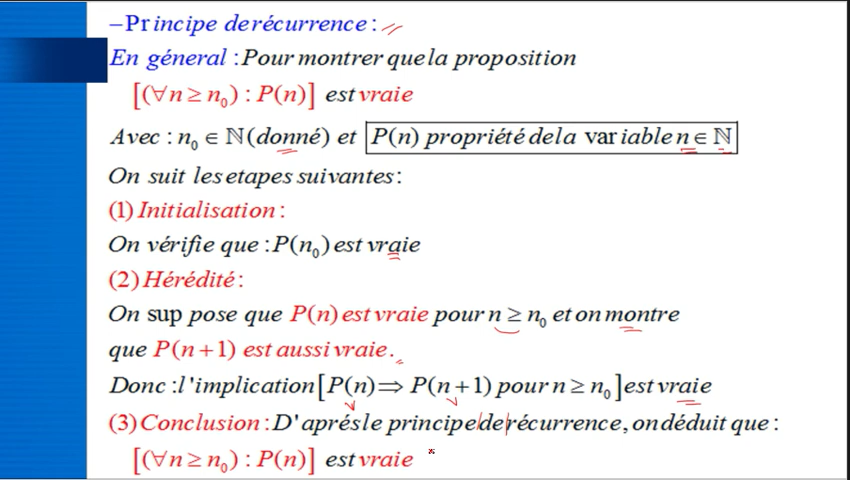 –Principe de récurrence :
En géneral : Pour montrer que la proposition
[(∀n ≥ n₀) : P(n)] est vraie
Avec : n₀ ∈ ℕ (donné) et P(n) propriété de la variable n ∈ ℕ
On suit les etapes suivantes :
(1) Initialisation :
On vérifie que : P(n₀) est vraie
(2) Hérédité :
On sup pose que P(n) est vraie pour n ≥ n₀ et on montre
que P(n+1) est aussi vraie.
Donc : l'implication [P(n) ⇒ P(n+1) pour n ≥ n₀] est vraie
(3) Conclusion : D'aprés le principe de récurrence, on déduit que :
[(∀n ≥ n₀) : P(n)] est vraie